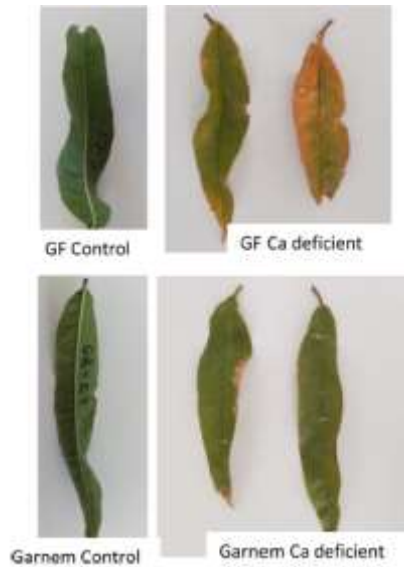 GF Control
GF Ca deficient
Garnem Control
Garnem Ca deficient